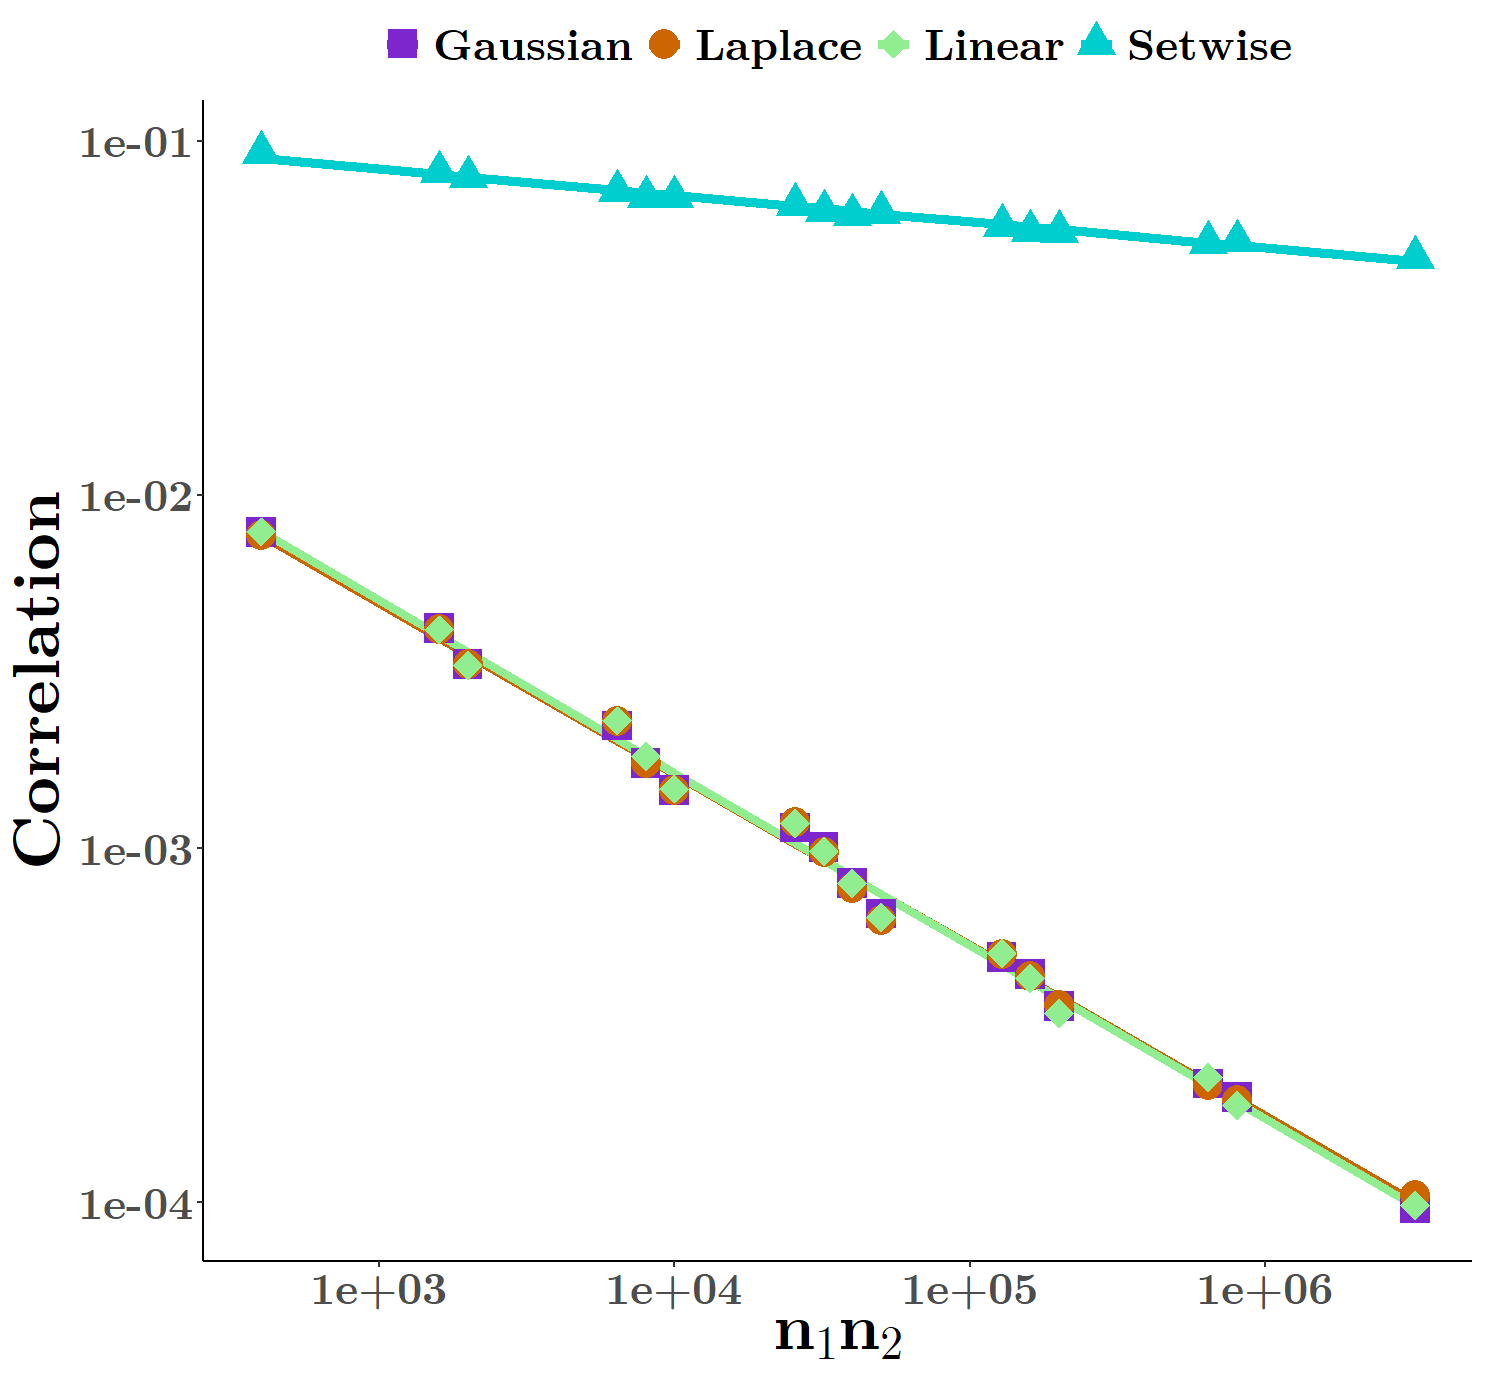 Gaussian Laplace Linear Setwise
1e-01
1e-02
1e-03
1e-04
Correlation
1e+03 1e+04 1e+05 1e+06
n₁n₂